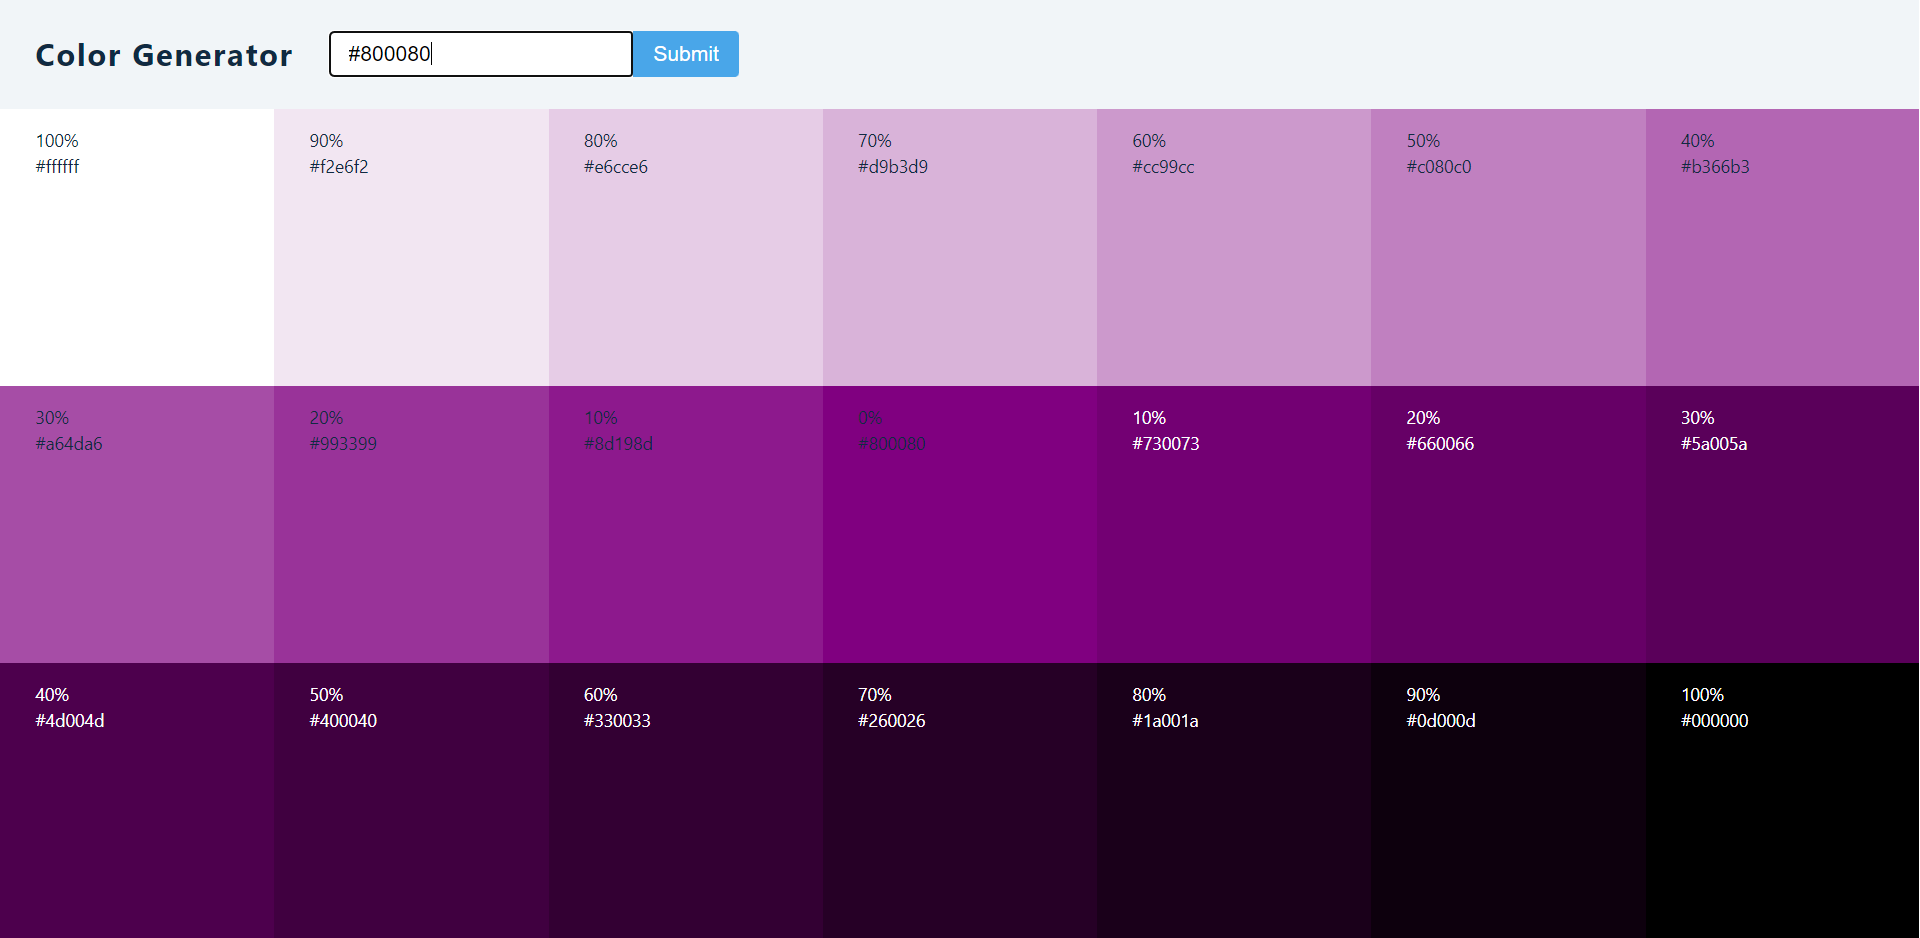 Color Generator
#800080
Submit
100%
#ffffff
90%
#f2e6f2
80%
#e6cce6
70%
#d9b3d9
60%
#cc99cc
50%
#c080c0
40%
#b366b3
30%
#a64da6
20%
#993399
10%
#8d198d
0%
#800080
10%
#730073
20%
#660066
30%
#5a005a
40%
#4d004d
50%
#400040
60%
#330033
70%
#260026
80%
#1a001a
90%
#0d000d
100%
#000000